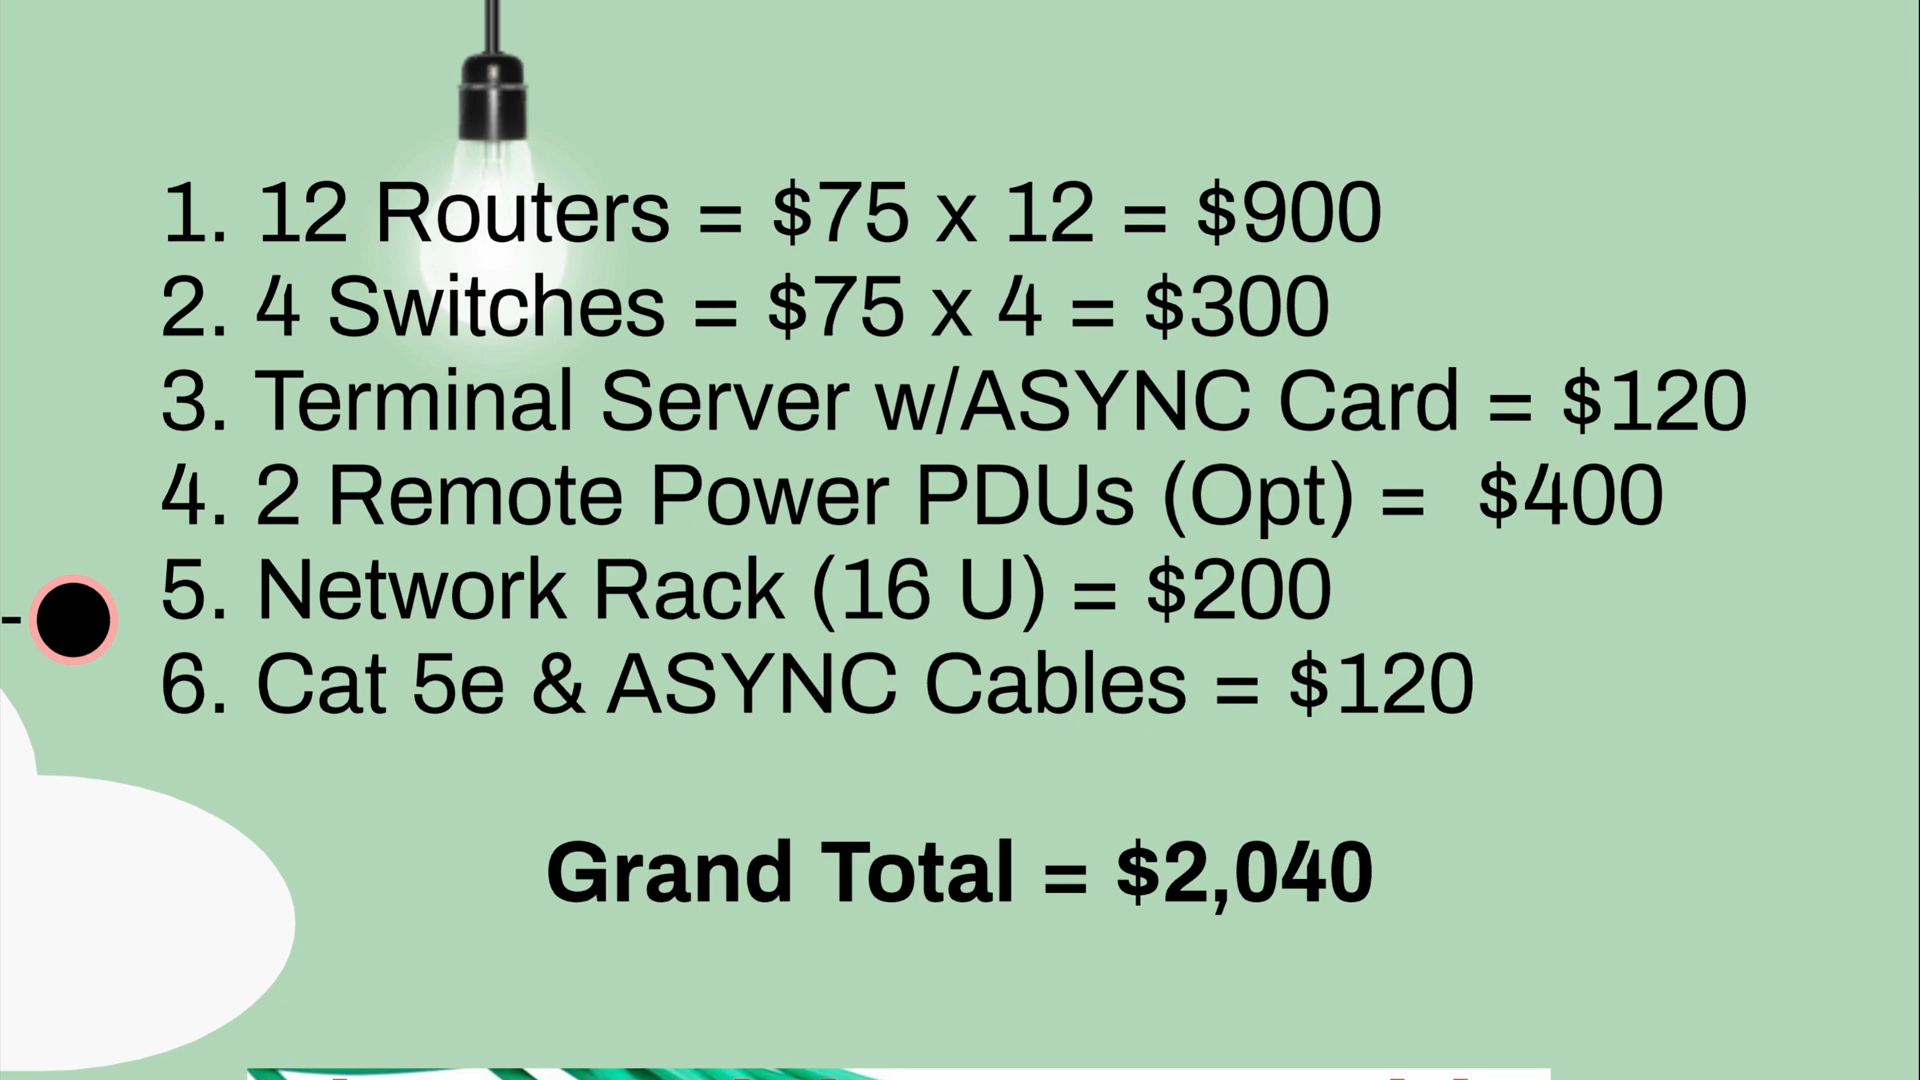 1. 12 Routers = $75 x 12 = $900
2. 4 Switches = $75 x 4 = $300
3. Terminal Server w/ASYNC Card = $120
4. 2 Remote Power PDUs (Opt) = $400
5. Network Rack (16 U) = $200
6. Cat 5e & ASYNC Cables = $120
Grand Total = $2,040